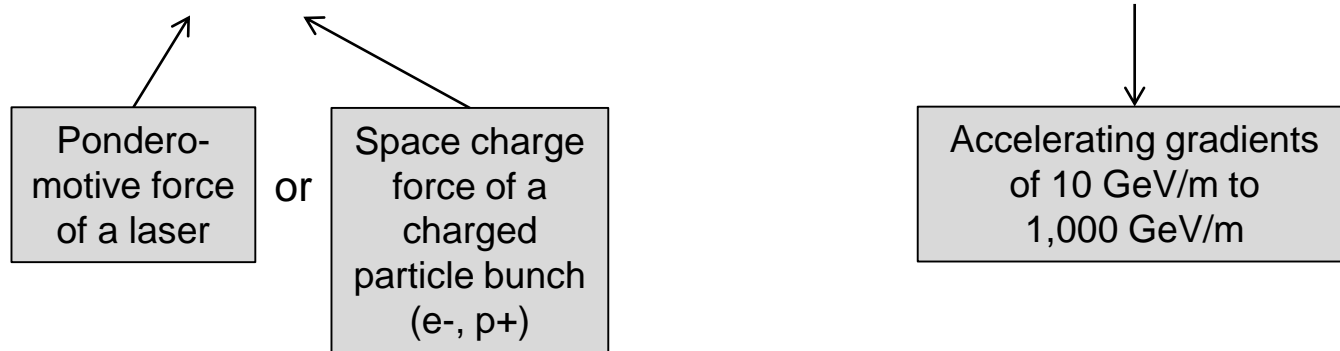 Pondero-
motive force
of a laser
or
Space charge
force of a
charged
particle bunch
(e-, p+)
Accelerating gradients
of 10 GeV/m to
1,000 GeV/m